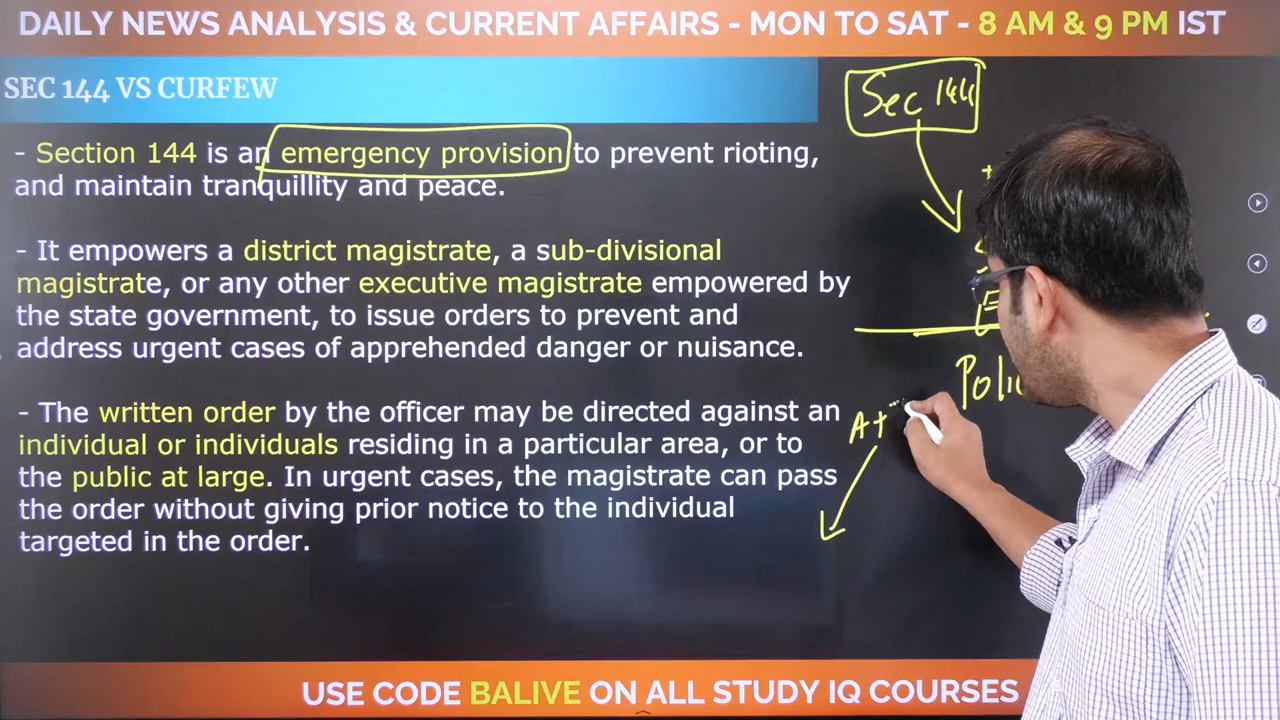 DAILY NEWS ANALYSIS & CURRENT AFFAIRS - MON TO SAT - 8 AM & 9 PM IST
SEC 144 VS CURFEW
Sec 144
- Section 144 is an emergency provision to prevent rioting,
and maintain tranquillity and peace.
- It empowers a district magistrate, a sub-divisional
magistrate, or any other executive magistrate empowered by
the state government, to issue orders to prevent and
address urgent cases of apprehended danger or nuisance.
- The written order by the officer may be directed against an
individual or individuals residing in a particular area, or to
the public at large. In urgent cases, the magistrate can pass
the order without giving prior notice to the individual
targeted in the order.
USE CODE BALIVE ON ALL STUDY IQ COURSES